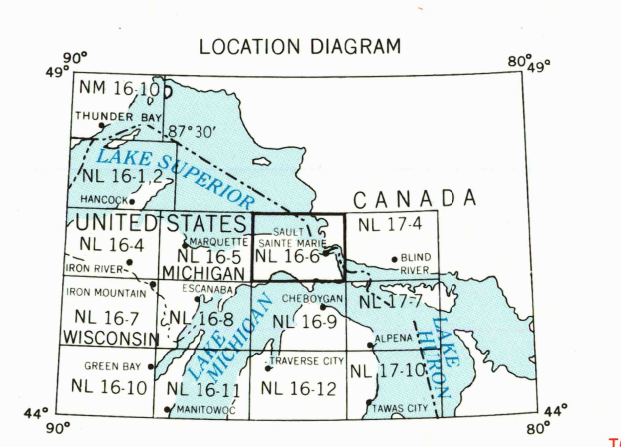 LOCATION DIAGRAM
90°
80°
49°
49°
NM 16-10
THUNDER BAY
87°30'
LAKE SUPERIOR
NL 16-1,2
HANCOCK
CANADA
UNITED STATES
NL 17-4
SAULT
SAINTE MARIE
NL 16-4
MARQUETTE
NL 16-5
NL 16-6
BLIND
RIVER
IRON RIVER
MICHIGAN
IRON MOUNTAIN
ESCANABA
CHEBOYGAN
NL 17-7
NL 16-7
NL 16-8
NL 16-9
WISCONSIN
LAKE
MICHIGAN
LAKE
HURON
ALPENA
GREEN BAY
TRAVERSE CITY
NL 17-10
NL 16-10
NL 16-11
NL 16-12
MANITOWOC
TAWAS CITY
44°
44°
90°
80°